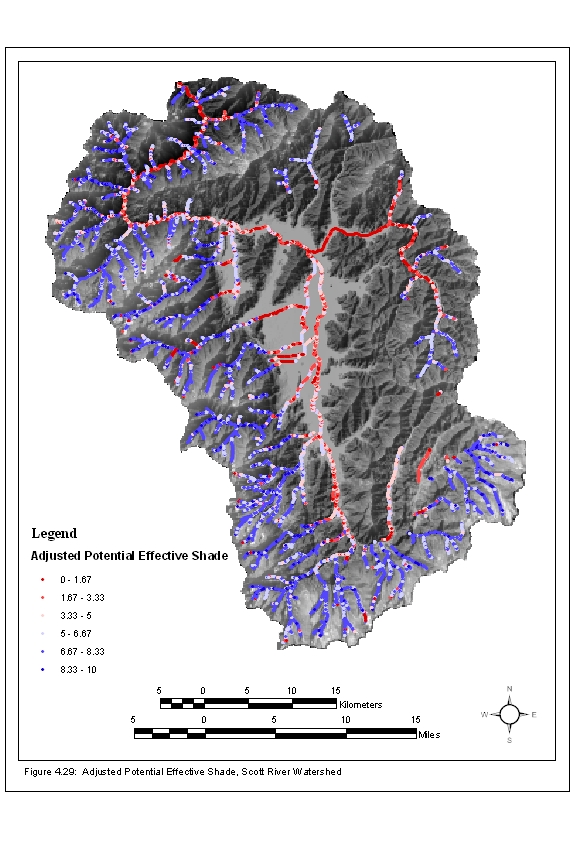 Legend
Adjusted Potential Effective Shade
0 - 1.67
1.67 - 3.33
3.33 - 5
5 - 6.67
6.67 - 8.33
8.33 - 10
5 0 5 10 15
Kilometers
5 0 5 10 15
Miles
N
W E
S
Figure 4.29: Adjusted Potential Effective Shade, Scott River Watershed